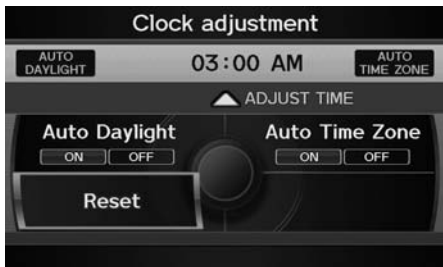 Clock adjustment
AUTO DAYLIGHT
03:00 AM
AUTO TIME ZONE
ADJUST TIME
Auto Daylight
Auto Time Zone
ON OFF
ON OFF
Reset